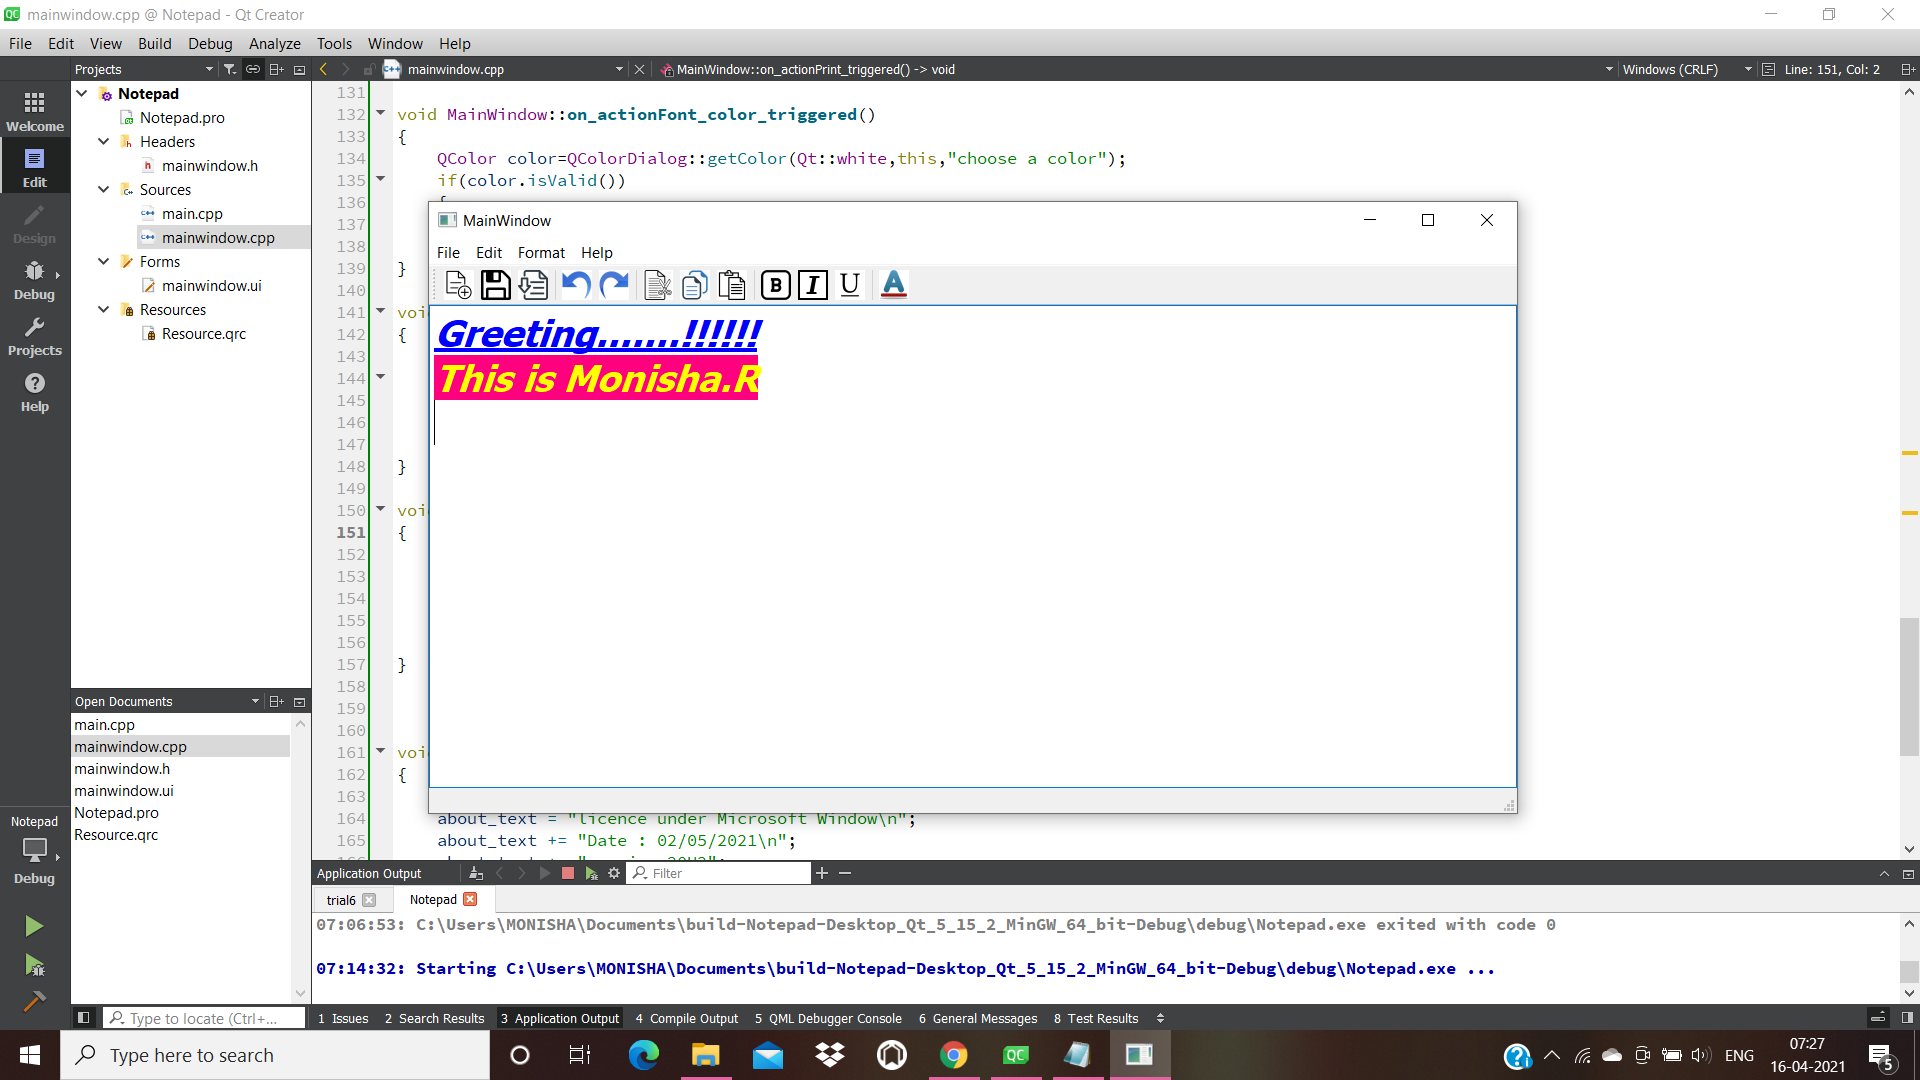 mainwindow.cpp @ Notepad - Qt Creator
File Edit View Build Debug Analyze Tools Window Help
Projects
mainwindow.cpp
MainWindow::on_actionPrint_triggered() -> void
Windows (CRLF)
Line: 151, Col: 2
Welcome
Edit
Design
Debug
Projects
Help
Notepad
Notepad.pro
Headers
mainwindow.h
Sources
main.cpp
mainwindow.cpp
Forms
mainwindow.ui
Resources
Resource.qrc
131
132 void MainWindow::on_actionFont_color_triggered()
133 {
134 QColor color=QColorDialog::getColor(Qt::white,this,"choose a color");
135 if(color.isValid())
136
137
138
139 }
140
141 void
142 {
143
144
145
146
147
148 }
149
150 void
151 {
152
153
154
155
156
157 }
158
159
160
161 void
162 {
163
164 about_text = "licence under Microsoft Window\n";
165 about_text += "Date : 02/05/2021\n";
MainWindow
File Edit Format Help
B I U A
Greeting.......!!!!!!
This is Monisha.R
Open Documents
main.cpp
mainwindow.cpp
mainwindow.h
mainwindow.ui
Notepad.pro
Resource.qrc
Notepad
Debug
Application Output
Filter
trial6
Notepad
07:06:53: C:\Users\MONISHA\Documents\build-Notepad-Desktop_Qt_5_15_2_MinGW_64_bit-Debug\debug\Notepad.exe exited with code 0
07:14:32: Starting C:\Users\MONISHA\Documents\build-Notepad-Desktop_Qt_5_15_2_MinGW_64_bit-Debug\debug\Notepad.exe ...
Type to locate (Ctrl+...
1 Issues 2 Search Results 3 Application Output 4 Compile Output 5 QML Debugger Console 6 General Messages 8 Test Results
Type here to search
QC
ENG
07:27
16-04-2021
5